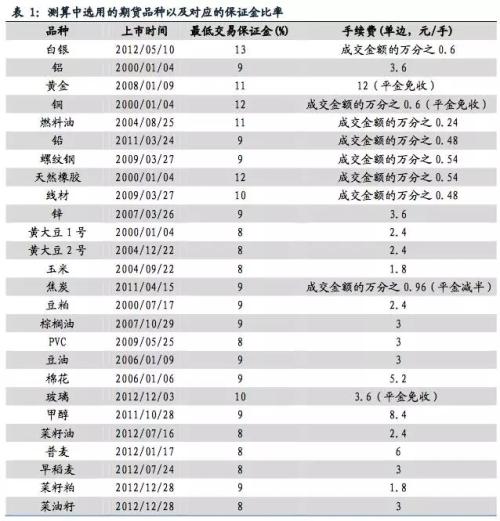 表 1：测算中选用的期货品种以及对应的保证金比率
品种 上市时间 最低交易保证金(%) 手续费(单边，元/手)
白银 2012/05/10 13 成交金额的万分之 0.6
铝 2000/01/04 9 3.6
黄金 2008/01/09 11 12（平金免收）
铜 2000/01/04 12 成交金额的万分之 0.6（平金免收）
燃料油 2004/08/25 11 成交金额的万分之 0.24
铅 2011/03/24 9 成交金额的万分之 0.48
螺纹钢 2009/03/27 9 成交金额的万分之 0.54
天然橡胶 2000/01/04 12 成交金额的万分之 0.54
线材 2009/03/27 10 成交金额的万分之 0.48
锌 2007/03/26 9 3.6
黄大豆 1 号 2000/01/04 8 2.4
黄大豆 2 号 2004/12/22 8 2.4
玉米 2004/09/22 8 1.8
焦炭 2011/04/15 9 成交金额的万分之 0.96（平金减半）
豆粕 2000/07/17 9 2.4
棕榈油 2007/10/29 9 3
PVC 2009/05/25 8 3
豆油 2006/01/09 9 3
棉花 2006/01/06 9 5.2
玻璃 2012/12/03 10 3.6（平金免收）
甲醇 2011/10/28 9 8.4
菜籽油 2012/07/16 8 2.4
普麦 2012/01/17 8 6
早稻麦 2012/07/24 8 3
菜籽粕 2012/12/28 9 1.8
菜油籽 2012/12/28 8 3